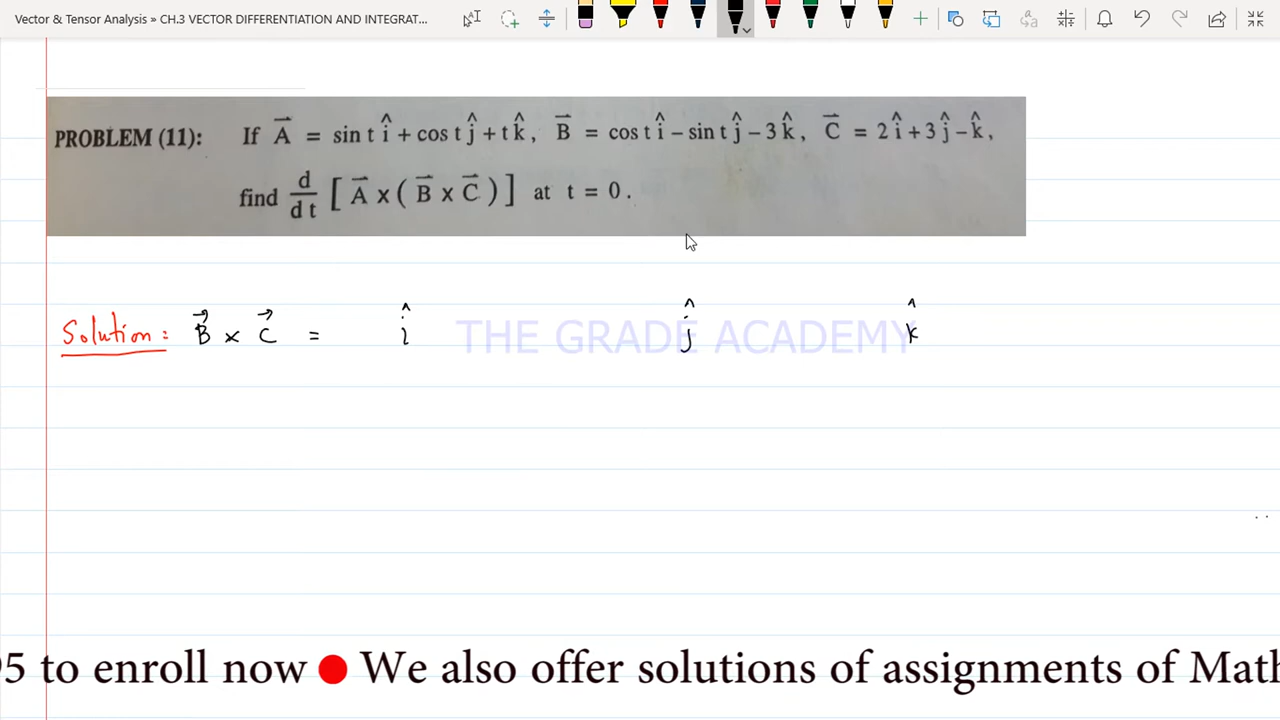 Vector & Tensor Analysis » CH.3 VECTOR DIFFERENTIATION AND INTEGRAT...
PROBLEM (11): If A⃗ = sin t î + cos t ĵ + t k̂, B⃗ = cos t î − sin t ĵ − 3 k̂, C⃗ = 2 î + 3 ĵ − k̂,
find d/dt [ A⃗ x ( B⃗ x C⃗ ) ] at t = 0.
Solution: B⃗ x C⃗ = î ĵ k̂
THE GRADE ACADEMY
95 to enroll now ● We also offer solutions of assignments of Math